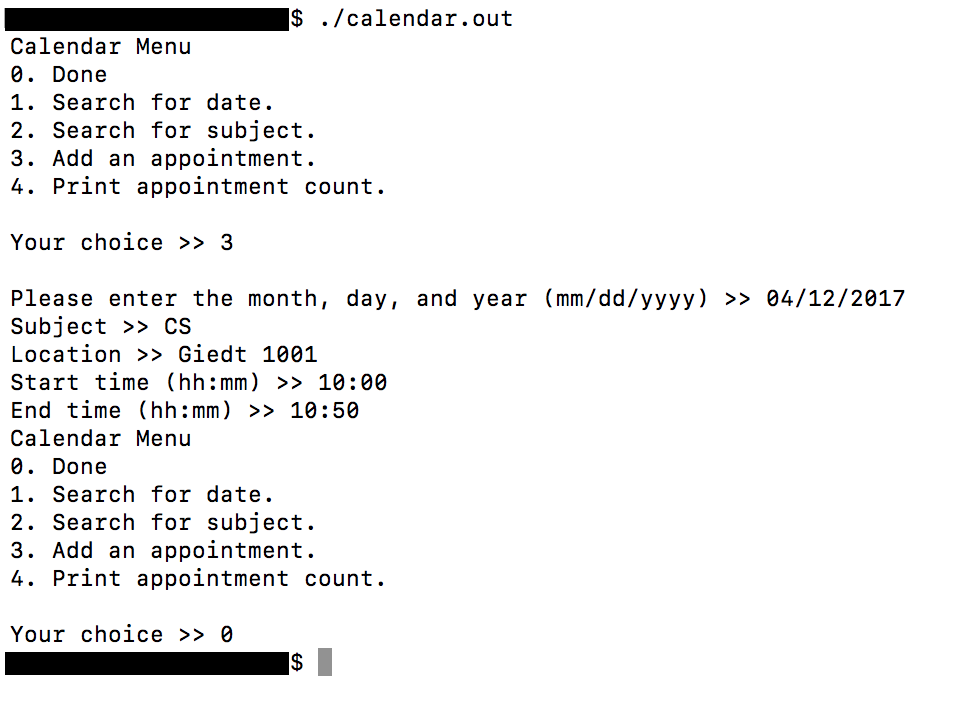 $ ./calendar.out
Calendar Menu
0. Done
1. Search for date.
2. Search for subject.
3. Add an appointment.
4. Print appointment count.
Your choice >> 3
Please enter the month, day, and year (mm/dd/yyyy) >> 04/12/2017
Subject >> CS
Location >> Giedt 1001
Start time (hh:mm) >> 10:00
End time (hh:mm) >> 10:50
Calendar Menu
0. Done
1. Search for date.
2. Search for subject.
3. Add an appointment.
4. Print appointment count.
Your choice >> 0
$